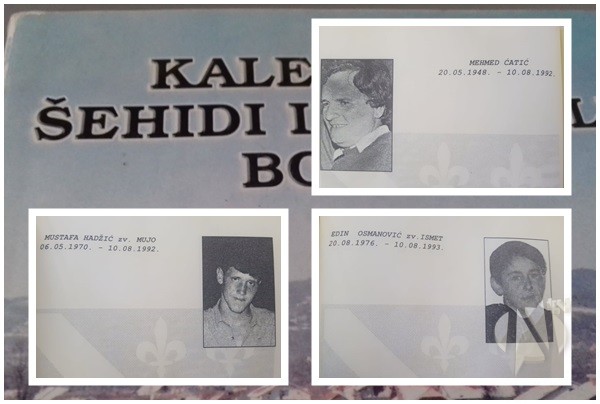 KALE
ŠEHIDI
BO
MEHMED ĆATIĆ
20.05.1948. - 10.08.1992.
MUSTAFA HADŽIĆ zv. MUJO
06.05.1970. - 10.08.1992.
EDIN OSMANOVIĆ zv. ISMET
20.08.1976. - 10.08.1993.